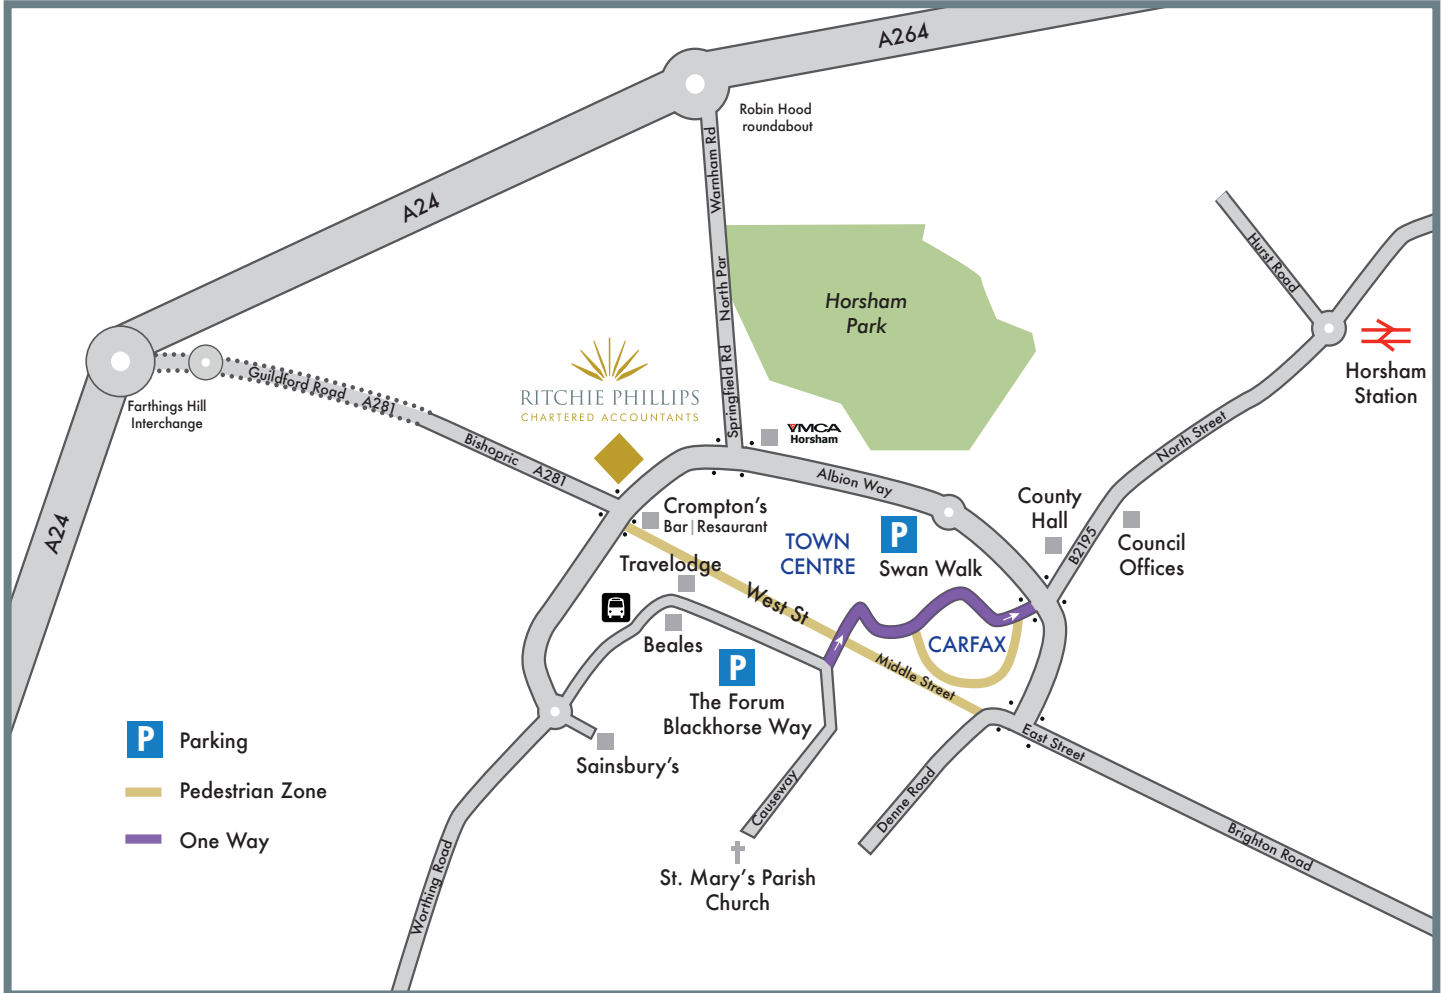 A264
Robin Hood
roundabout
Warnham Rd
A24
Hurst Road
North Par
Horsham
Park
Horsham
Station
Springfield Rd
Guildford Road A281
Farthings Hill
Interchange
RITCHIE PHILLIPS
CHARTERED ACCOUNTANTS
YMCA
Horsham
North Street
Bishopric A281
Albion Way
A24
Crompton's
Bar|Resaurant
County
Hall
B2195
Council
Offices
TOWN
CENTRE
P
Swan Walk
Travelodge
West St
Beales
CARFAX
Middle Street
P
The Forum
Blackhorse Way
East Street
P Parking
Sainsbury's
Pedestrian Zone
Causeway
Denne Road
One Way
Brighton Road
Worthing Road
St. Mary's Parish
Church